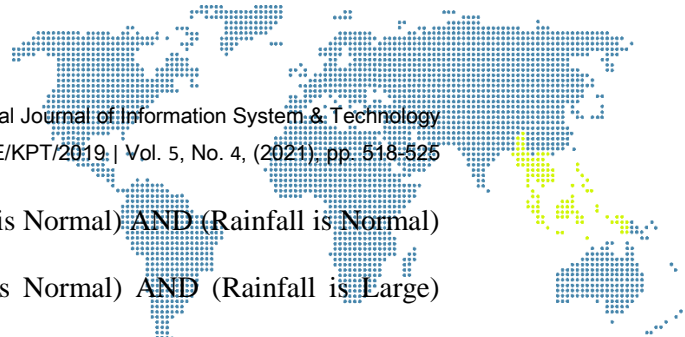 al Journal of Information System & Technology
E/KPT/2019 | Vol. 5, No. 4, (2021), pp. 518-525
is Normal) AND (Rainfall is Normal)
s Normal) AND (Rainfall is Large)